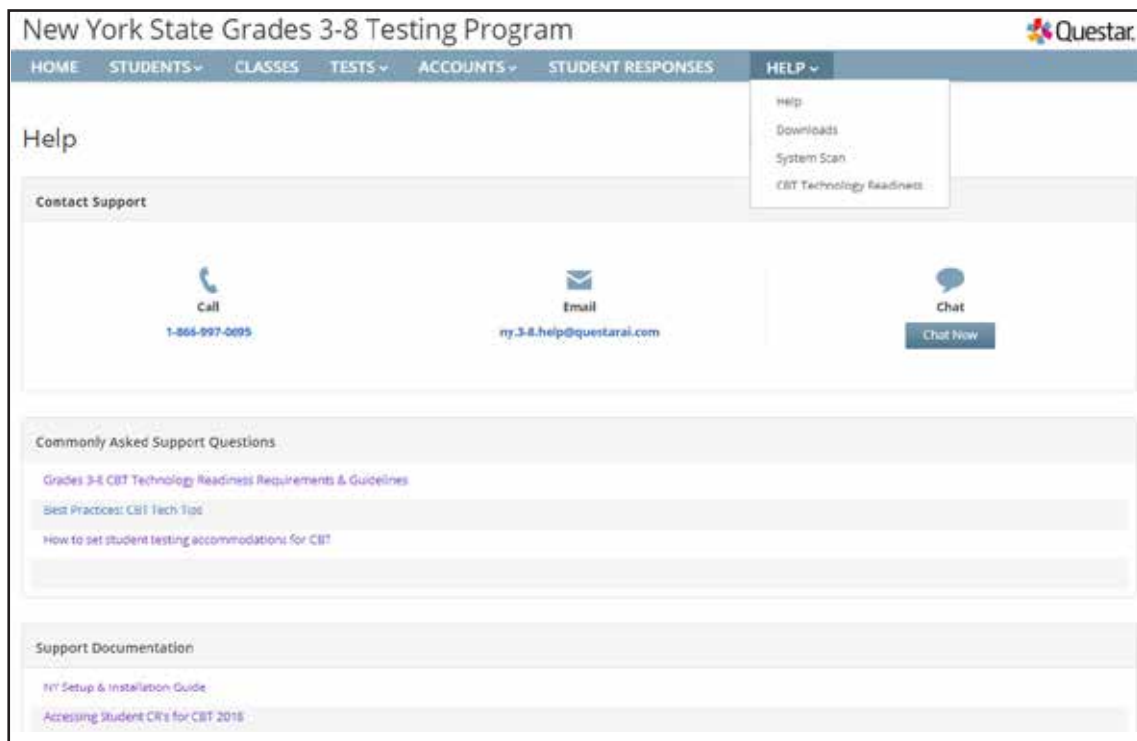 New York State Grades 3-8 Testing Program
Questar.
HOME STUDENTS CLASSES TESTS ACCOUNTS STUDENT RESPONSES HELP
Help
Downloads
System Scan
CBT Technology Readiness
Help
Contact Support
Call
1-866-997-0695
Email
ny.3-8.help@questarai.com
Chat
Chat Now
Commonly Asked Support Questions
Grades 3-8 CBT Technology Readiness Requirements & Guidelines
Best Practices: CBT Tech Tips
How to set student testing accommodations for CBT
Support Documentation
NY Setup & Installation Guide
Accessing Student CR's for CBT 2018